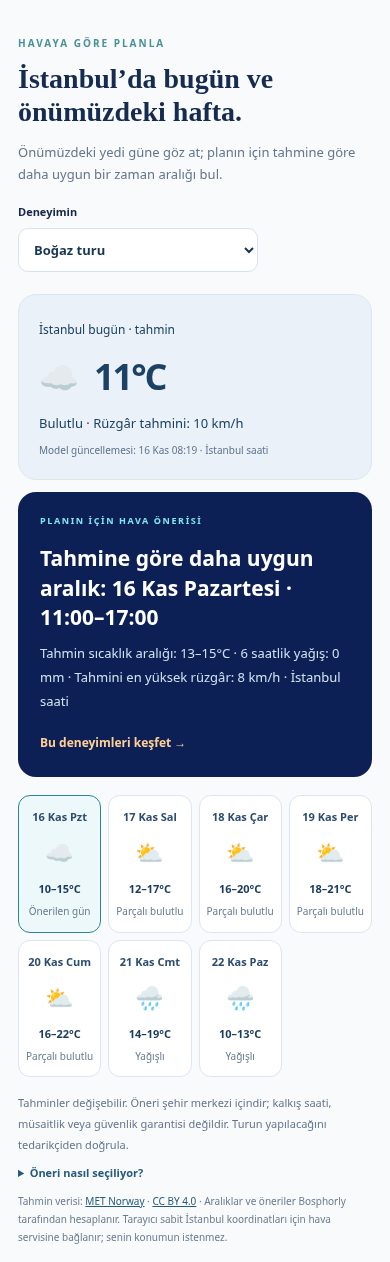 HAVAYA GÖRE PLANLA
İstanbul’da bugün ve
önümüzdeki hafta.
Önümüzdeki yedi güne göz at; planın için tahmine göre
daha uygun bir zaman aralığı bul.
Deneyimin
Boğaz turu
İstanbul bugün · tahmin
11°C
Bulutlu · Rüzgâr tahmini: 10 km/h
Model güncellemesi: 16 Kas 08:19 · İstanbul saati
PLANIN İÇİN HAVA ÖNERİSİ
Tahmine göre daha uygun
aralık: 16 Kas Pazartesi ·
11:00–17:00
Tahmin sıcaklık aralığı: 13–15°C · 6 saatlik yağış: 0
mm · Tahmini en yüksek rüzgâr: 8 km/h · İstanbul
saati
Bu deneyimleri keşfet →
16 Kas Pzt 17 Kas Sal 18 Kas Çar 19 Kas Per
10–15°C 12–17°C 16–20°C 18–21°C
Önerilen gün Parçalı bulutlu Parçalı bulutlu Parçalı bulutlu
20 Kas Cum 21 Kas Cmt 22 Kas Paz
16–22°C 14–19°C 10–13°C
Parçalı bulutlu Yağışlı Yağışlı
Tahminler değişebilir. Öneri şehir merkezi içindir; kalkış saati,
müsaitlik veya güvenlik garantisi değildir. Turun yapılacağını
tedarikçiden doğrula.
▶ Öneri nasıl seçiliyor?
Tahmin verisi: MET Norway · CC BY 4.0 · Aralıklar ve öneriler Bosphorly
tarafından hesaplanır. Tarayıcı sabit İstanbul koordinatları için hava
servisine bağlanır; senin konumun istenmez.